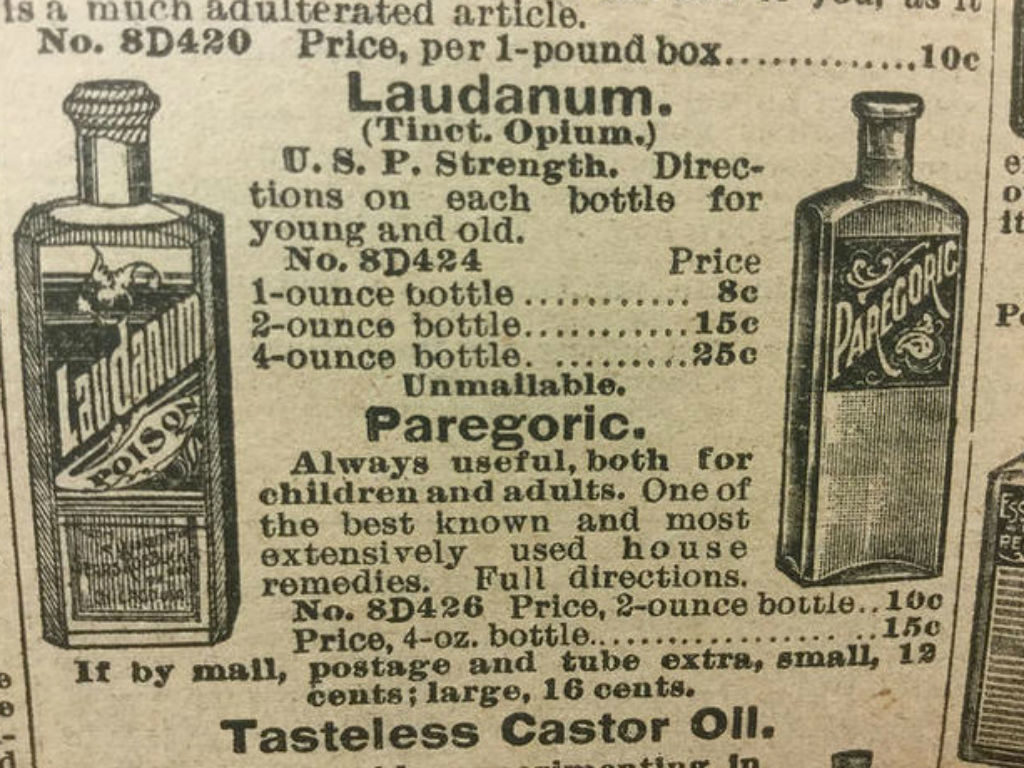 is a much adulterated article.
you, as it
No. 8D420 Price, per 1-pound box.............10c
Laudanum.
(Tinct. Opium.)
U. S. P. Strength. Direc-
tions on each bottle for
young and old.
No. 8D424 Price
1-ounce bottle........... 8c
2-ounce bottle...........15c
4-ounce bottle. .........25c
Unmailable.
Laudanum
POISON
Paregoric.
Always useful, both for
children and adults. One of
the best known and most
extensively used house
remedies. Full directions.
No. 8D426 Price, 2-ounce bottle..10c
Price, 4-oz. bottle.................... ..15c
If by mail, postage and tube extra, small, 12
cents; large, 16 cents.
PAREGORIC
Tasteless Castor Oil.
in